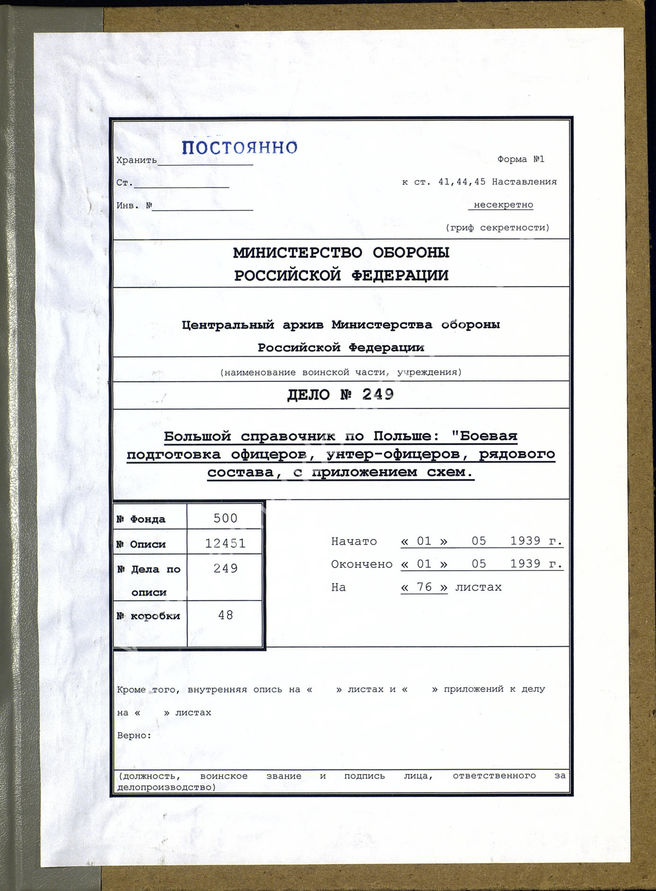 ПОСТОЯННО
Хранить
Форма №1
Ст.
к ст. 41,44,45 Наставления
Инв. №
несекретно
(гриф секретности)
МИНИСТЕРСТВО ОБОРОНЫ
РОССИЙСКОЙ ФЕДЕРАЦИИ
Центральный архив Министерства обороны
Российской Федерации
(наименование воинской части, учреждения)
ДЕЛО № 249
Большой справочник по Польше: "Боевая
подготовка офицеров, унтер-офицеров, рядового
состава, с приложением схем.
№ Фонда 500
№ Описи 12451
№ Дела по 249
описи
№ коробки 48
Начато « 01 » 05 1939 г.
Окончено « 01 » 05 1939 г.
На « 76 » листах
Кроме того, внутренняя опись на « » листах и « » приложений к делу
на « » листах
Верно:
(должность, воинское звание и подпись лица, ответственного за
делопроизводство)